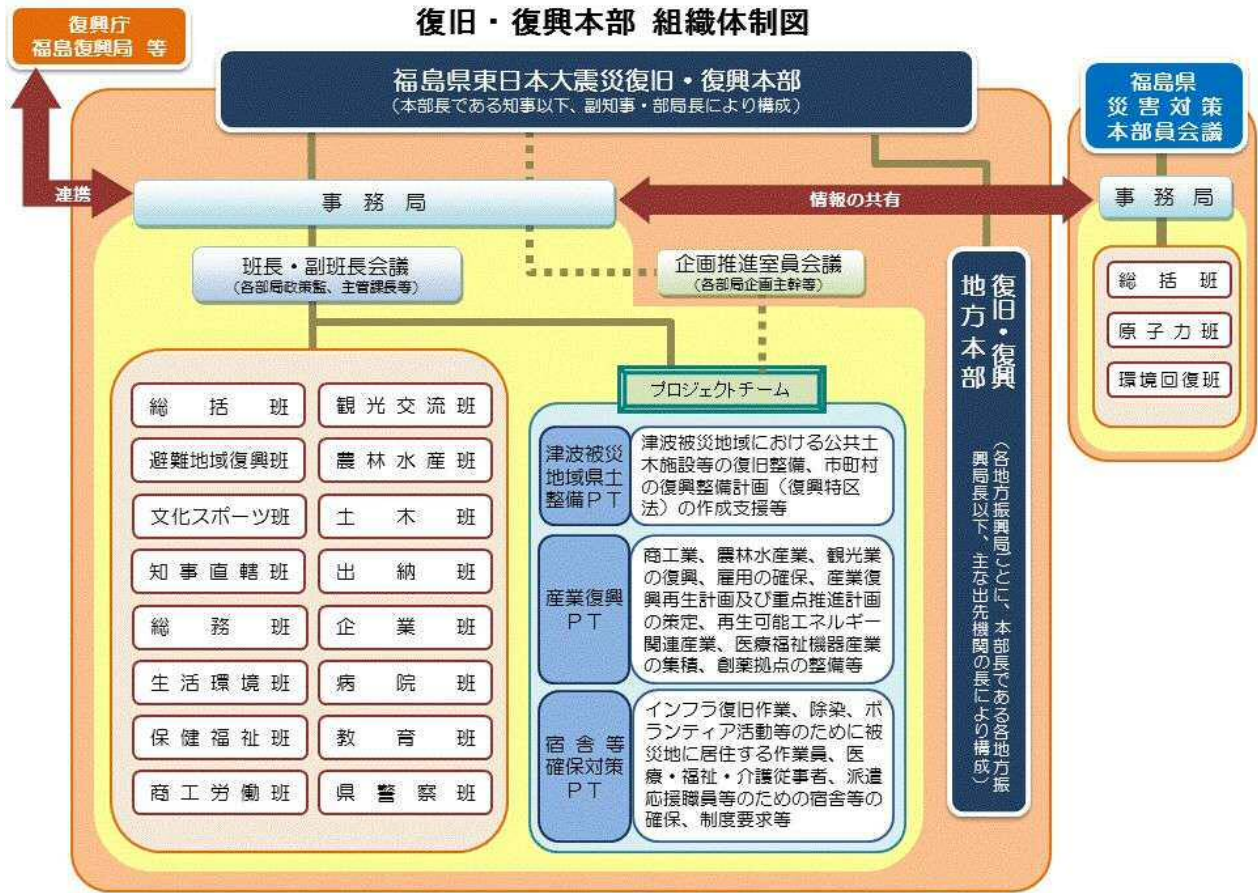 復旧・復興本部 組織体制図
復興庁
福島復興局 等
福島県東日本大震災復旧・復興本部
（本部長である知事以下、副知事・部局長により構成）
福島県
災害対策
本部員会議
連携
事務局
情報の共有
事務局
班長・副班長会議
（各部局政策監、主管課長等）
企画推進室員会議
（各部局企画主幹等）
総括班
原子力班
環境回復班
復旧・復興
地方本部
（各地方振興局ごとに、本部長である各地方振
興局長以下、主な出先機関の長により構成）
総括班
観光交流班
避難地域復興班
農林水産班
文化スポーツ班
土木班
知事直轄班
出納班
総務班
企業班
生活環境班
病院班
保健福祉班
教育班
商工労働班
県警察班
プロジェクトチーム
津波被災
地域県土
整備PT
津波被災地域における公共土
木施設等の復旧整備、市町村
の復興整備計画（復興特区
法）の作成支援等
産業復興
PT
商工業、農林水産業、観光業
の復興、雇用の確保、産業復
興再生計画及び重点推進計画
の策定、再生可能エネルギー
関連産業、医療福祉機器産業
の集積、創薬拠点の整備等
宿舎等
確保対策
PT
インフラ復旧作業、除染、ボ
ランティア活動等のために被
災地に居住する作業員、医
療・福祉・介護従事者、派遣
応援職員等のための宿舎等の
確保、制度要求等